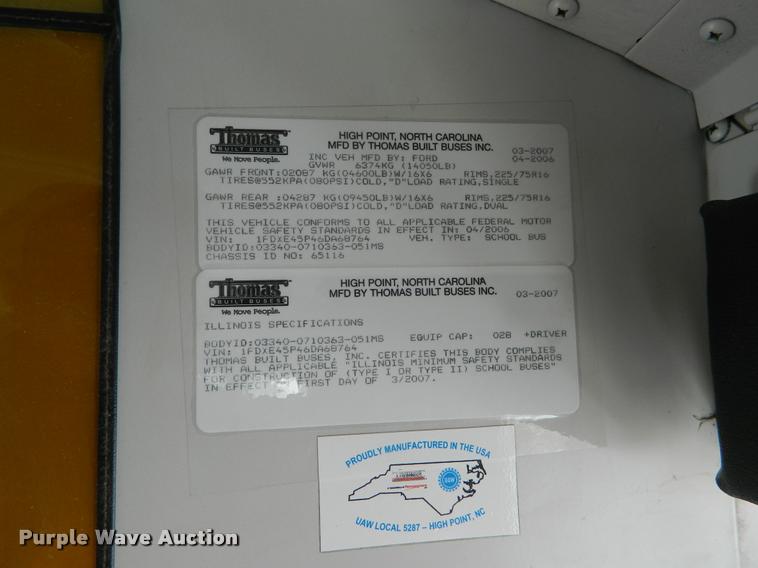 Thomas
BUILT BUSES
We Move People.
HIGH POINT, NORTH CAROLINA
MFD BY THOMAS BUILT BUSES INC.
03-2007
INC VEH MFD BY: FORD 04-2006
GVWR 6374KG (14050LB)
GAWR FRONT:02087 KG(04600LB)W/16X6 RIMS,225/75R16
TIRES@552KPA(080PSI)COLD,"D"LOAD RATING,SINGLE
GAWR REAR :04287 KG(09450LB)W/16X6 RIMS,225/75R16
TIRES@552KPA(080PSI)COLD,"D"LOAD RATING,DUAL
THIS VEHICLE CONFORMS TO ALL APPLICABLE FEDERAL MOTOR
VEHICLE SAFETY STANDARDS IN EFFECT IN: 04/2006
VIN: 1FDXE45P46DA68764 VEH. TYPE: SCHOOL BUS
BODYID:03340-0710363-051MS
CHASSIS ID NO: 65116
Thomas
BUILT BUSES
We Move People.
HIGH POINT, NORTH CAROLINA
MFD BY THOMAS BUILT BUSES INC.
03-2007
ILLINOIS SPECIFICATIONS
BODYID:03340-0710363-051MS EQUIP CAP: 028 +DRIVER
VIN: 1FDXE45P46DA68764
THOMAS BUILT BUSES, INC. CERTIFIES THIS BODY COMPLIES
WITH ALL APPLICABLE "ILLINOIS MINIMUM SAFETY STANDARDS
FOR CONSTRUCTION OF (TYPE I OR TYPE II) SCHOOL BUSES"
IN EFFECT FIRST DAY OF 3/2007.
PROUDLY MANUFACTURED IN THE USA
UAW LOCAL 5287 – HIGH POINT, NC
Purple Wave Auction